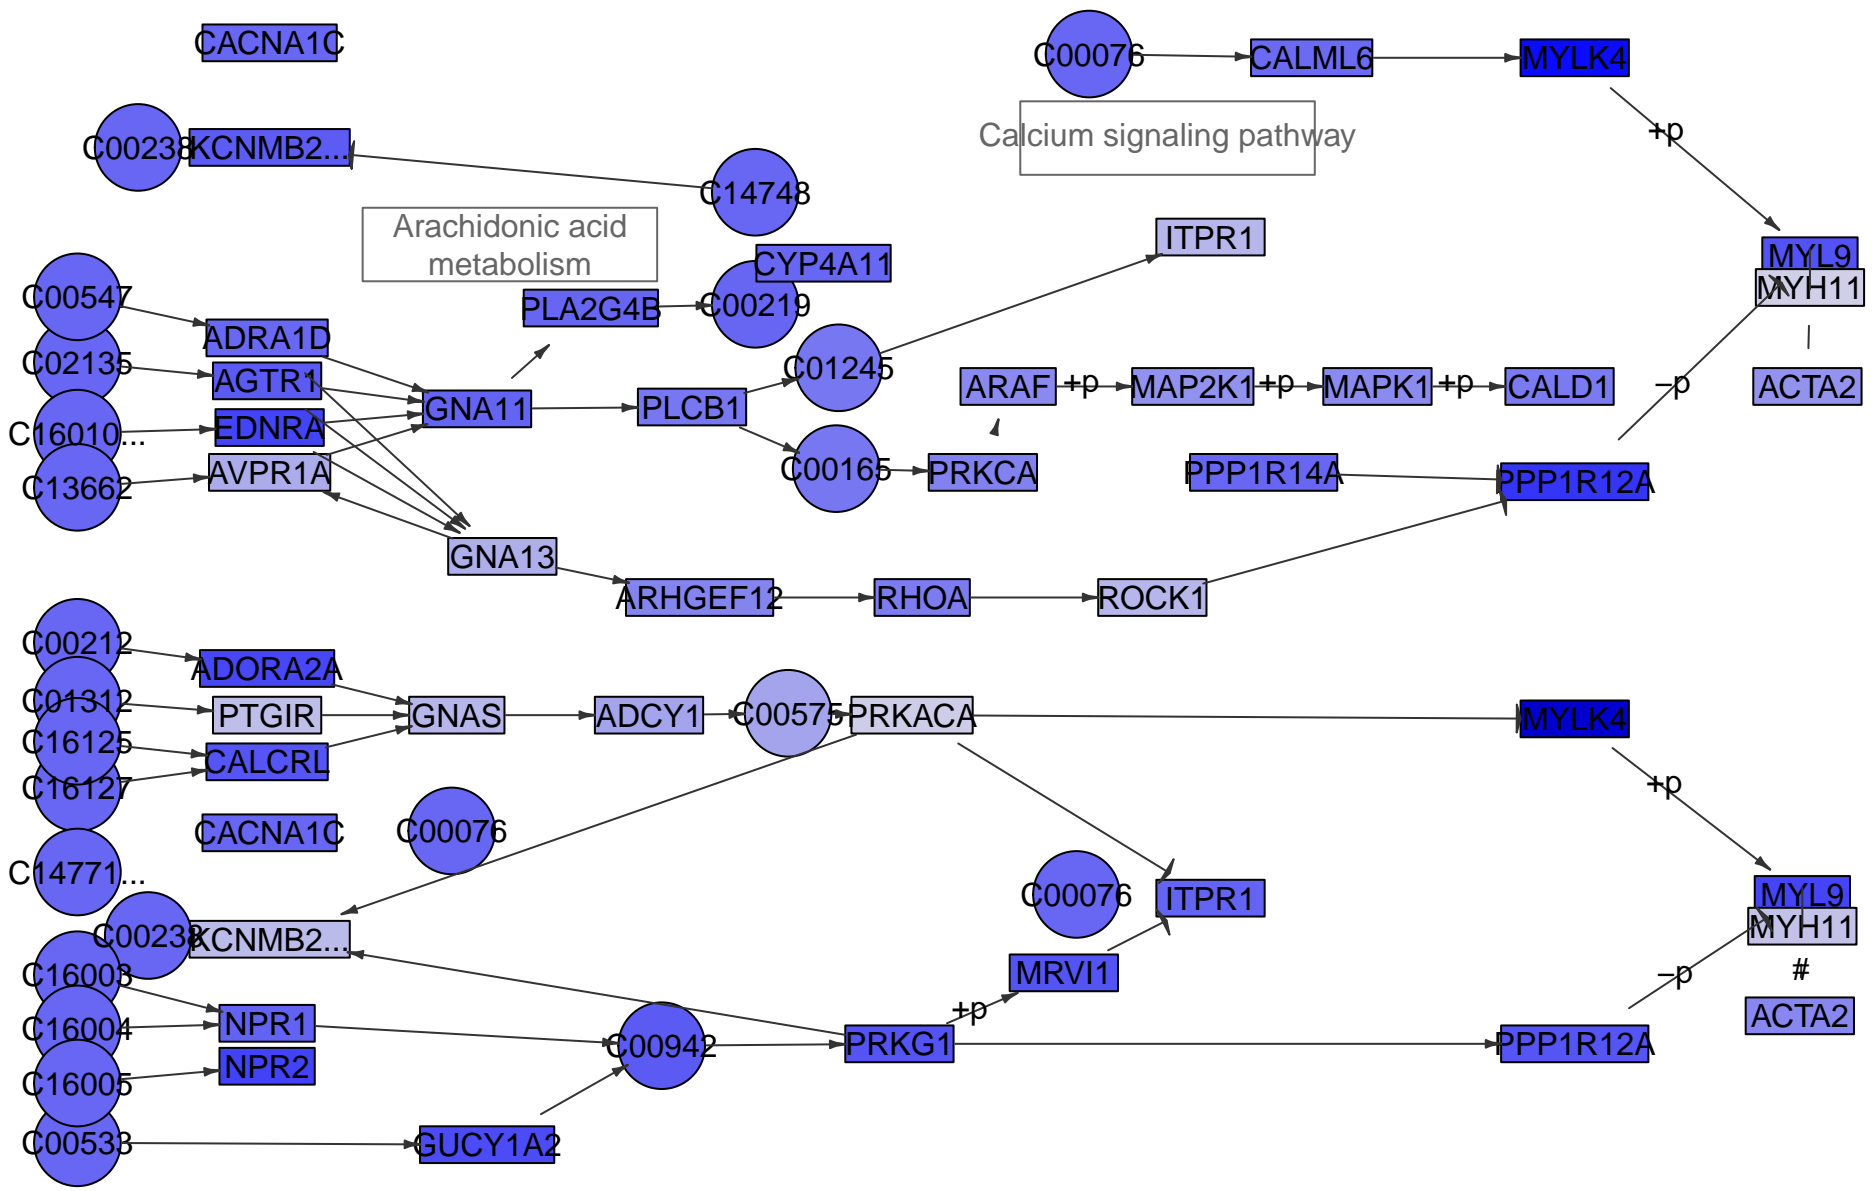 CACNA1C
C00076
CALML6
MYLK4
+p
Calcium signaling pathway
C00238
KCNMB2...
C14748
Arachidonic acid
metabolism
ITPR1
CYP4A11
MYL9
MYH11
C00547
PLA2G4B
C00219
ADRA1D
C02135
AGTR1
C01245
ARAF
+p
MAP2K1
+p
MAPK1
+p
CALD1
–p
ACTA2
GNA11
PLCB1
C16010...
EDNRA
C13662
AVPR1A
C00165
PRKCA
PPP1R14A
PPP1R12A
GNA13
ARHGEF12
RHOA
ROCK1
C00212
ADORA2A
C01312
PTGIR
GNAS
ADCY1
C00575
PRKACA
MYLK4
C16125
CALCRL
C16127
+p
CACNA1C
C00076
C14771...
C00076
ITPR1
MYL9
MYH11
C00238
KCNMB2...
C16003
MRVI1
–p
#
+p
C16004
NPR1
ACTA2
C00942
PRKG1
PPP1R12A
C16005
NPR2
C00533
GUCY1A2